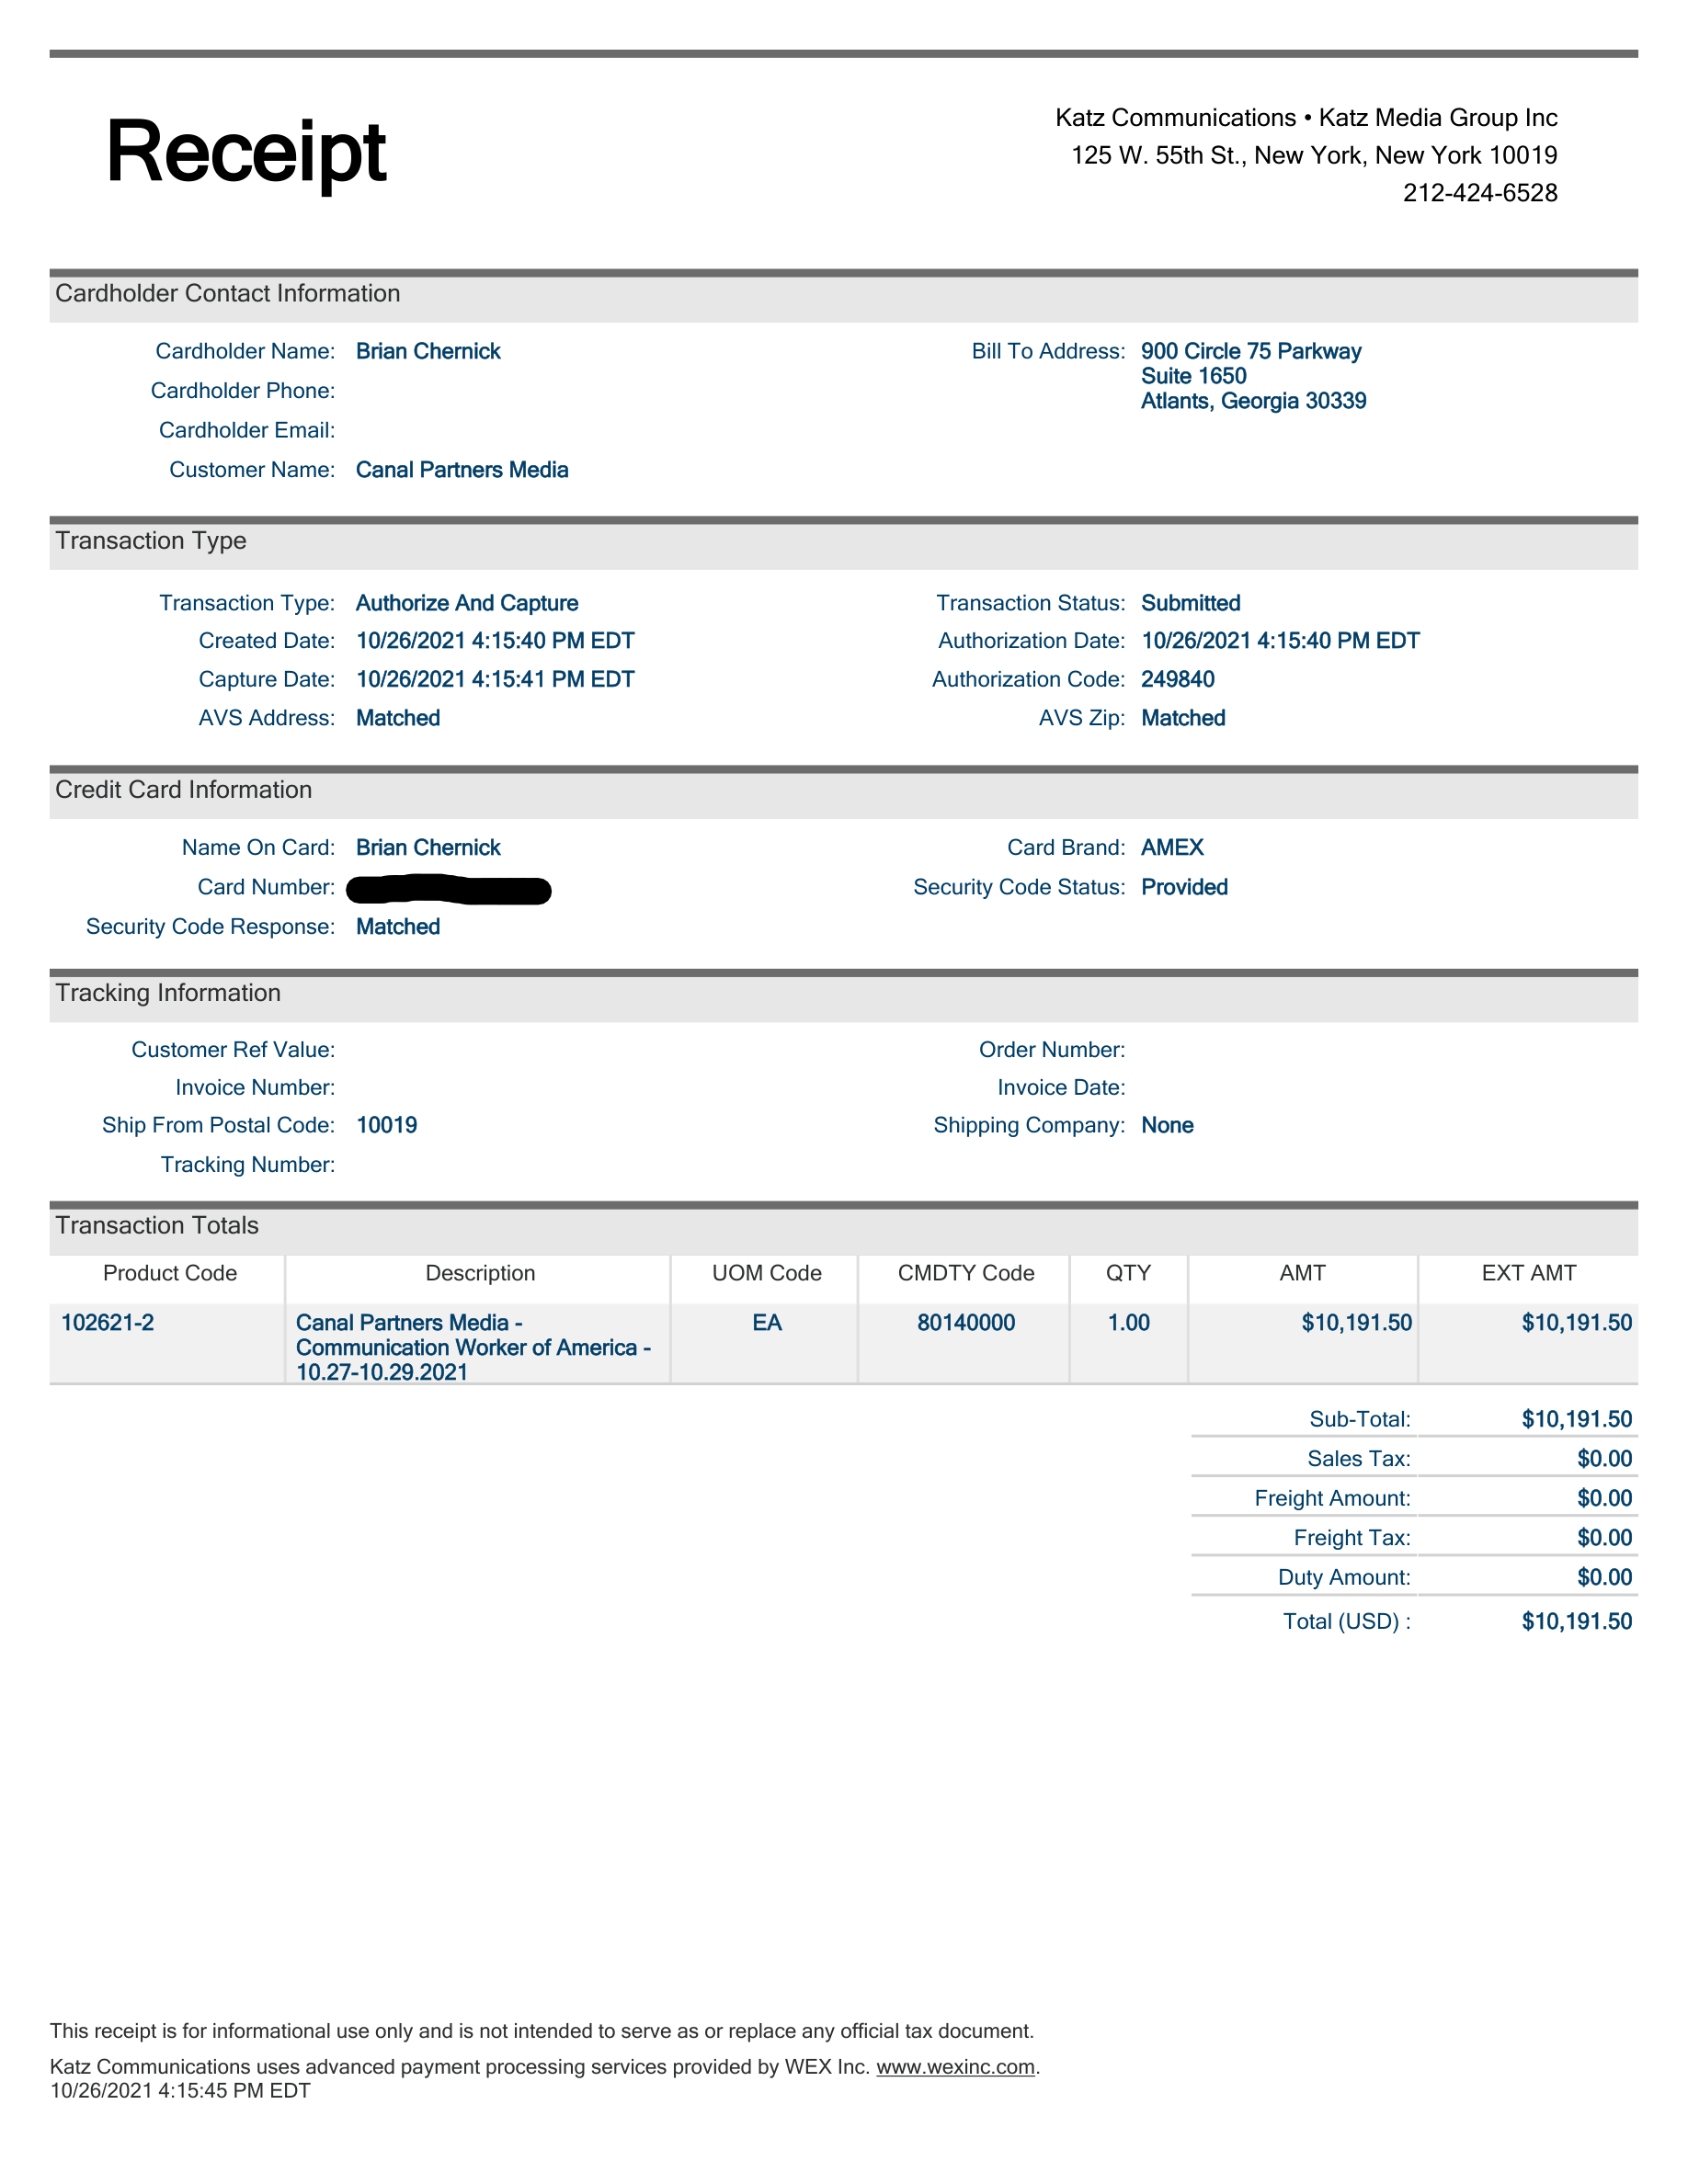 Receipt
Katz Communications • Katz Media Group Inc
125 W. 55th St., New York, New York 10019
212-424-6528
Cardholder Contact Information
Cardholder Name: Brian Chernick
Cardholder Phone:
Cardholder Email:
Customer Name: Canal Partners Media
Bill To Address: 900 Circle 75 Parkway
Suite 1650
Atlants, Georgia 30339
Transaction Type
Transaction Type: Authorize And Capture Transaction Status: Submitted
Created Date: 10/26/2021 4:15:40 PM EDT Authorization Date: 10/26/2021 4:15:40 PM EDT
Capture Date: 10/26/2021 4:15:41 PM EDT Authorization Code: 249840
AVS Address: Matched AVS Zip: Matched
Credit Card Information
Name On Card: Brian Chernick Card Brand: AMEX
Card Number: Security Code Status: Provided
Security Code Response: Matched
Tracking Information
Customer Ref Value: Order Number:
Invoice Number: Invoice Date:
Ship From Postal Code: 10019 Shipping Company: None
Tracking Number:
Transaction Totals
Product Code Description UOM Code CMDTY Code QTY AMT EXT AMT
102621-2 Canal Partners Media - EA 80140000 1.00 $10,191.50 $10,191.50
Communication Worker of America -
10.27-10.29.2021
Sub-Total: $10,191.50
Sales Tax: $0.00
Freight Amount: $0.00
Freight Tax: $0.00
Duty Amount: $0.00
Total (USD) : $10,191.50
This receipt is for informational use only and is not intended to serve as or replace any official tax document.
Katz Communications uses advanced payment processing services provided by WEX Inc. www.wexinc.com.
10/26/2021 4:15:45 PM EDT